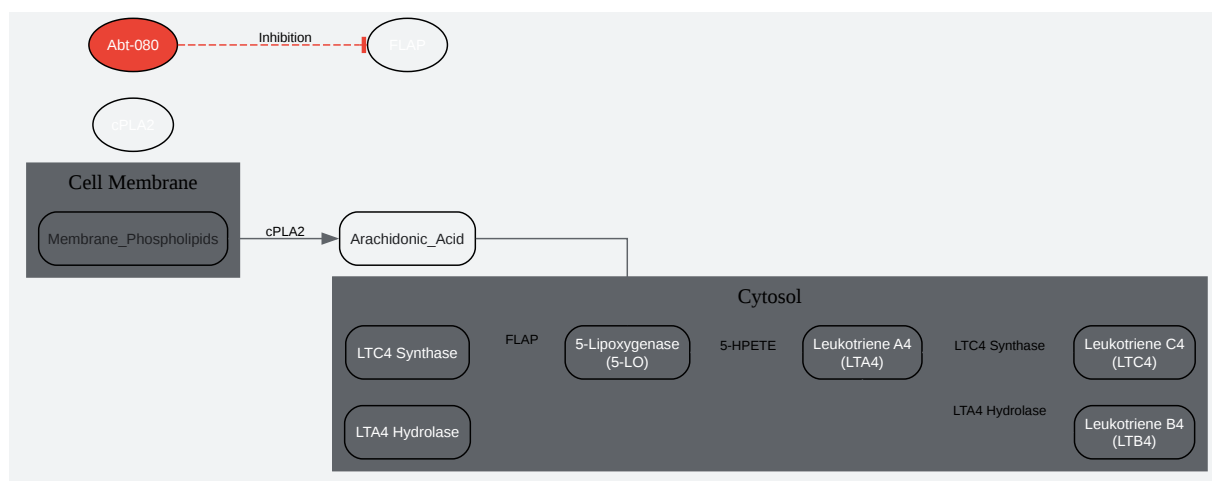 Abt-080
Inhibition
FLAP
cPLA2
Cell Membrane
Membrane_Phospholipids
cPLA2
Arachidonic_Acid
Cytosol
LTC4 Synthase
FLAP
5-Lipoxygenase
(5-LO)
5-HPETE
Leukotriene A4
(LTA4)
LTC4 Synthase
Leukotriene C4
(LTC4)
LTA4 Hydrolase
LTA4 Hydrolase
Leukotriene B4
(LTB4)